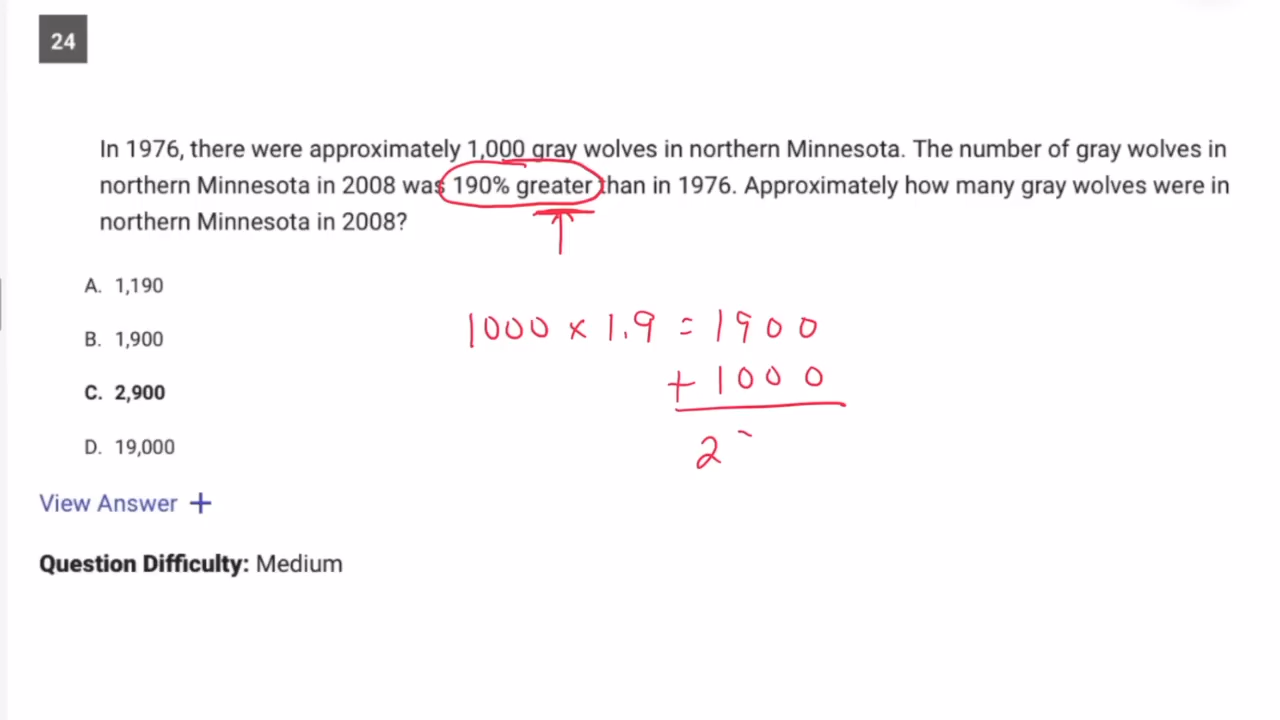 24
In 1976, there were approximately 1,000 gray wolves in northern Minnesota. The number of gray wolves in
northern Minnesota in 2008 was 190% greater than in 1976. Approximately how many gray wolves were in
northern Minnesota in 2008?
A. 1,190
B. 1,900
C. 2,900
D. 19,000
1000 x 1.9 = 1900
+ 1000
2
View Answer +
Question Difficulty: Medium